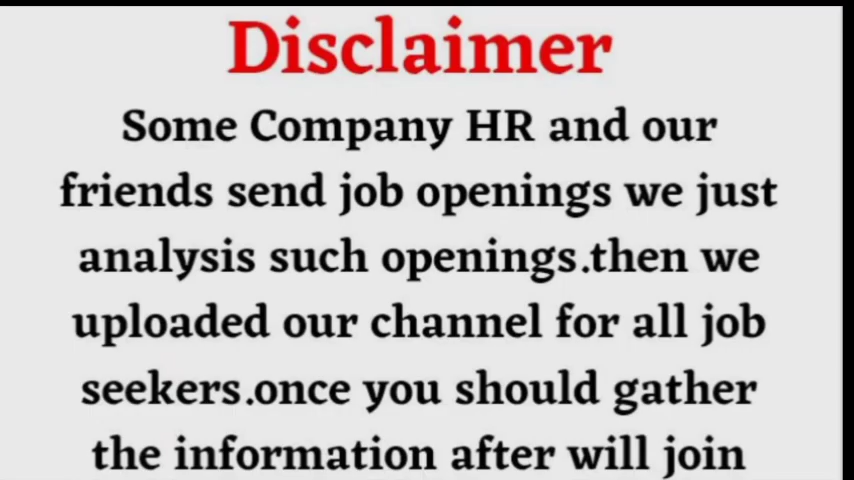 Disclaimer
Some Company HR and our
friends send job openings we just
analysis such openings.then we
uploaded our channel for all job
seekers.once you should gather
the information after will join